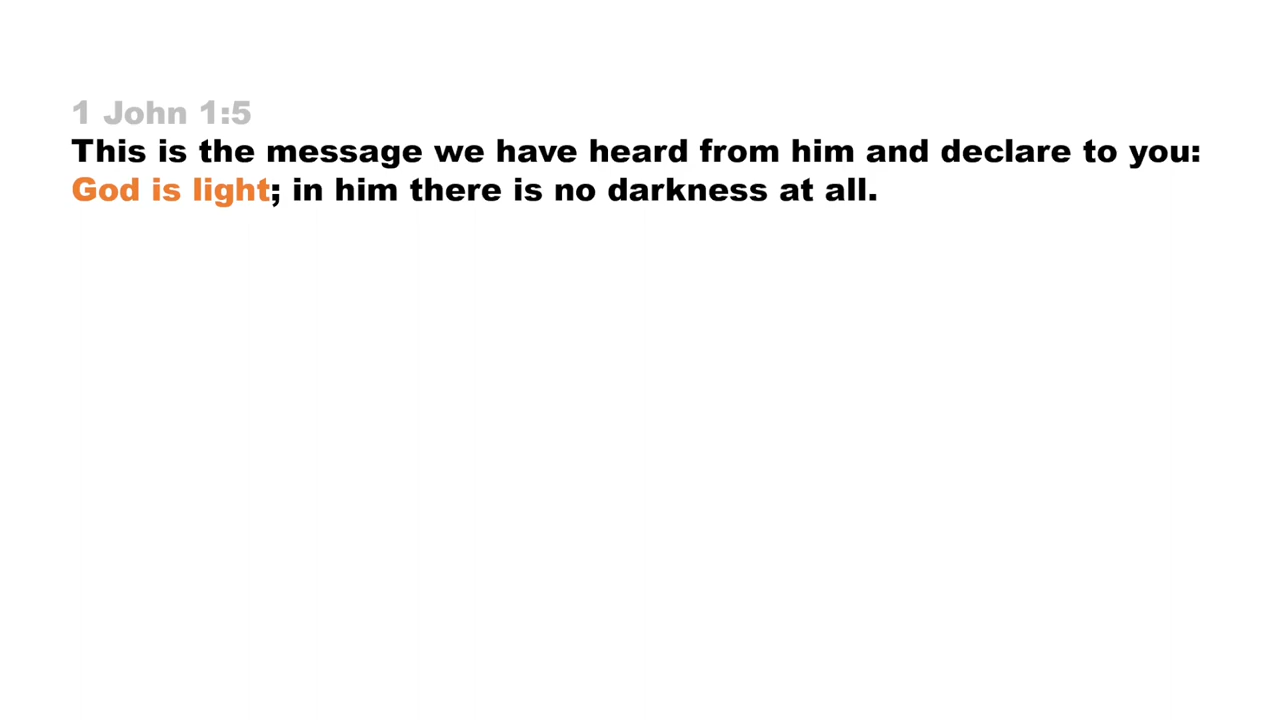 1 John 1:5
This is the message we have heard from him and declare to you:
God is light; in him there is no darkness at all.